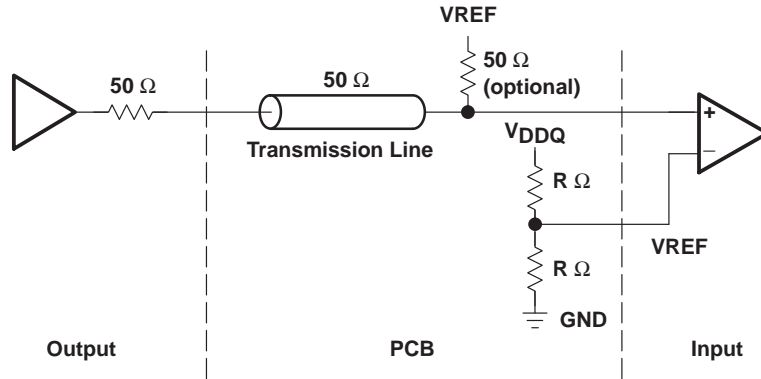 VREF
50 Ω
50 Ω
50 Ω
(optional)
+
VDDQ
Transmission Line
−
R Ω
VREF
R Ω
GND
Output
PCB
Input